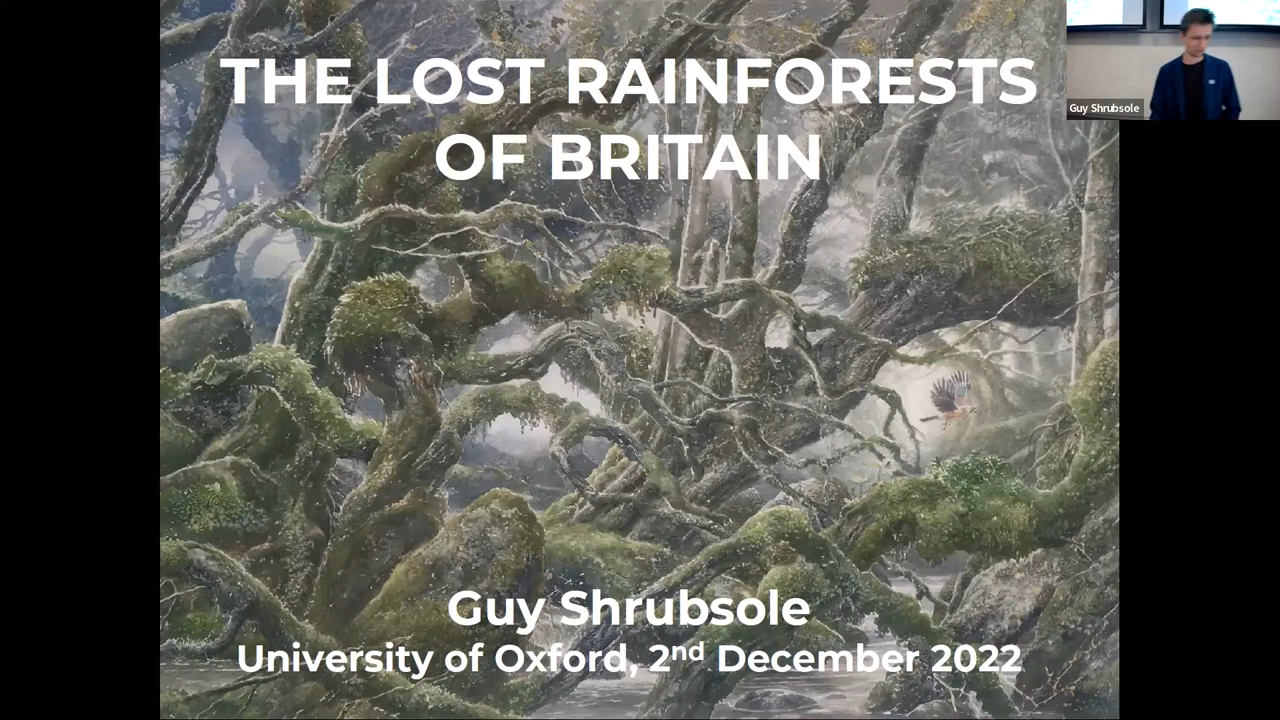 THE LOST RAINFORESTS
OF BRITAIN
Guy Shrubsole
Guy Shrubsole
University of Oxford, 2nd December 2022